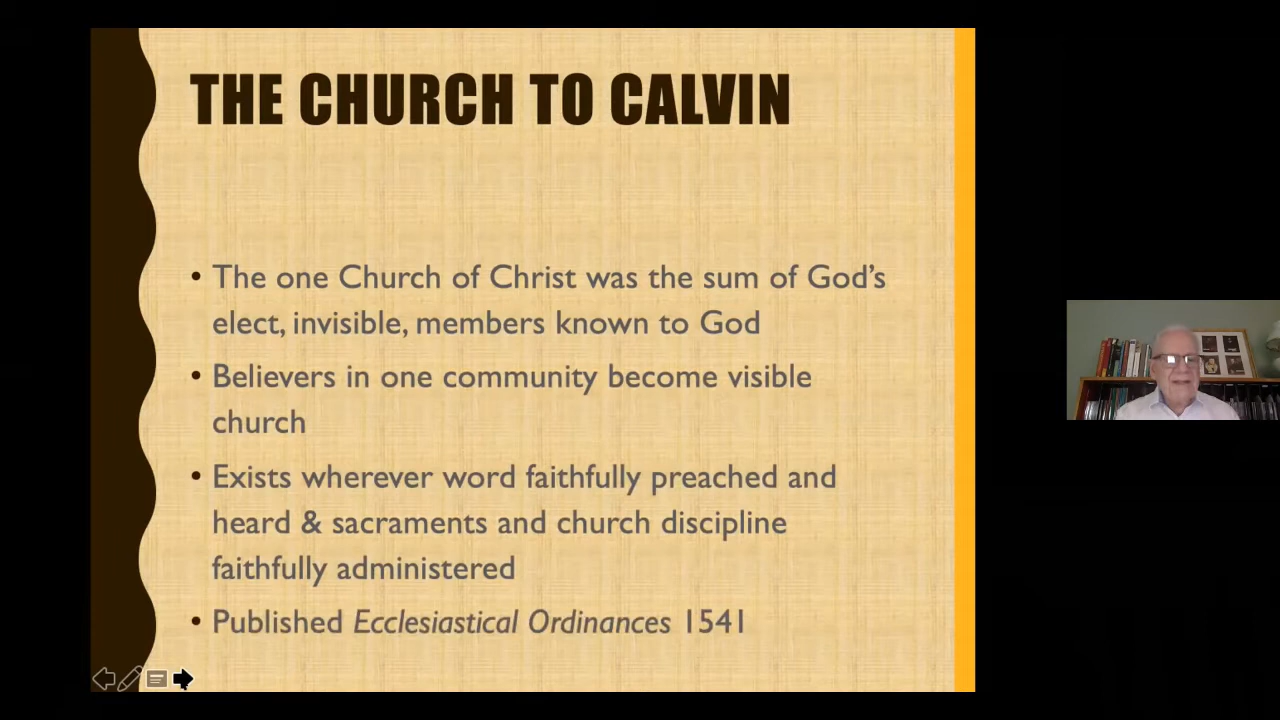 THE CHURCH TO CALVIN
• The one Church of Christ was the sum of God's
elect, invisible, members known to God
• Believers in one community become visible
church
• Exists wherever word faithfully preached and
heard & sacraments and church discipline
faithfully administered
• Published Ecclesiastical Ordinances 1541